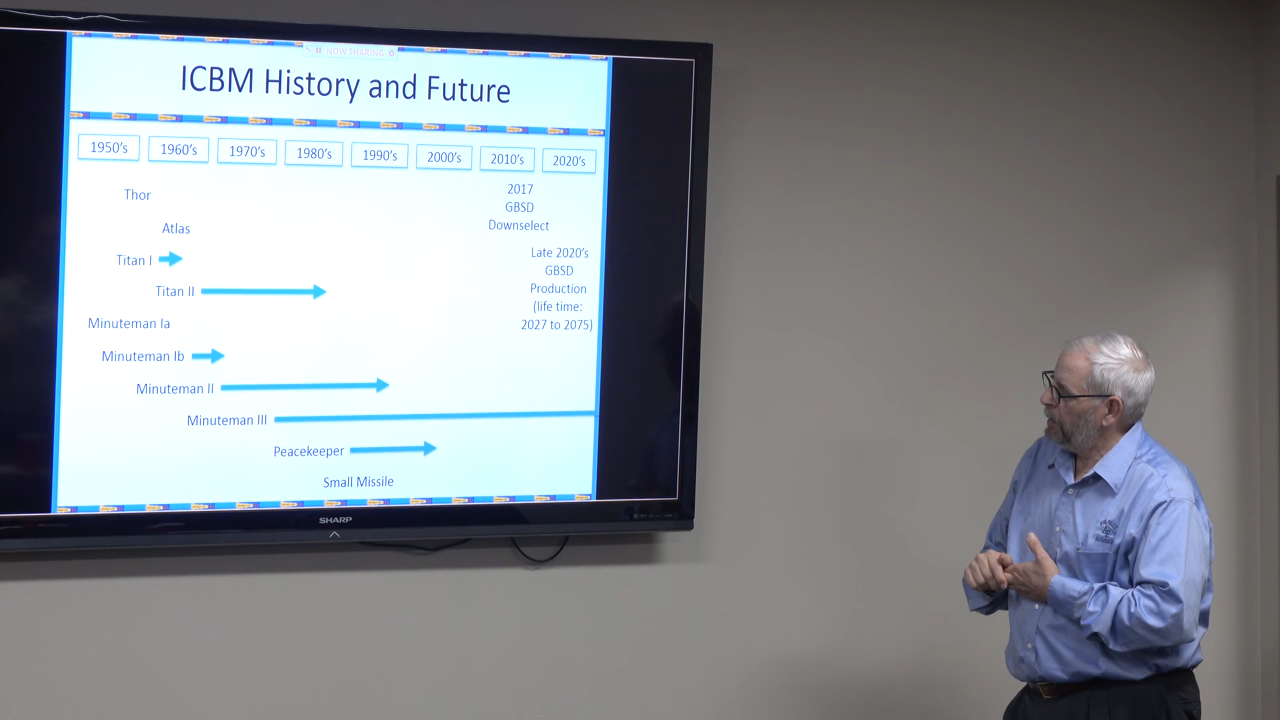 NOW SHARING
ICBM History and Future
1950's 1960's 1970's 1980's 1990's 2000's 2010's 2020's
Thor
2017
GBSD
Downselect
Atlas
Late 2020's
GBSD
Production
(life time:
2027 to 2075)
Titan I
Titan II
Minuteman Ia
Minuteman Ib
Minuteman II
Minuteman III
Peacekeeper
Small Missile
SHARP